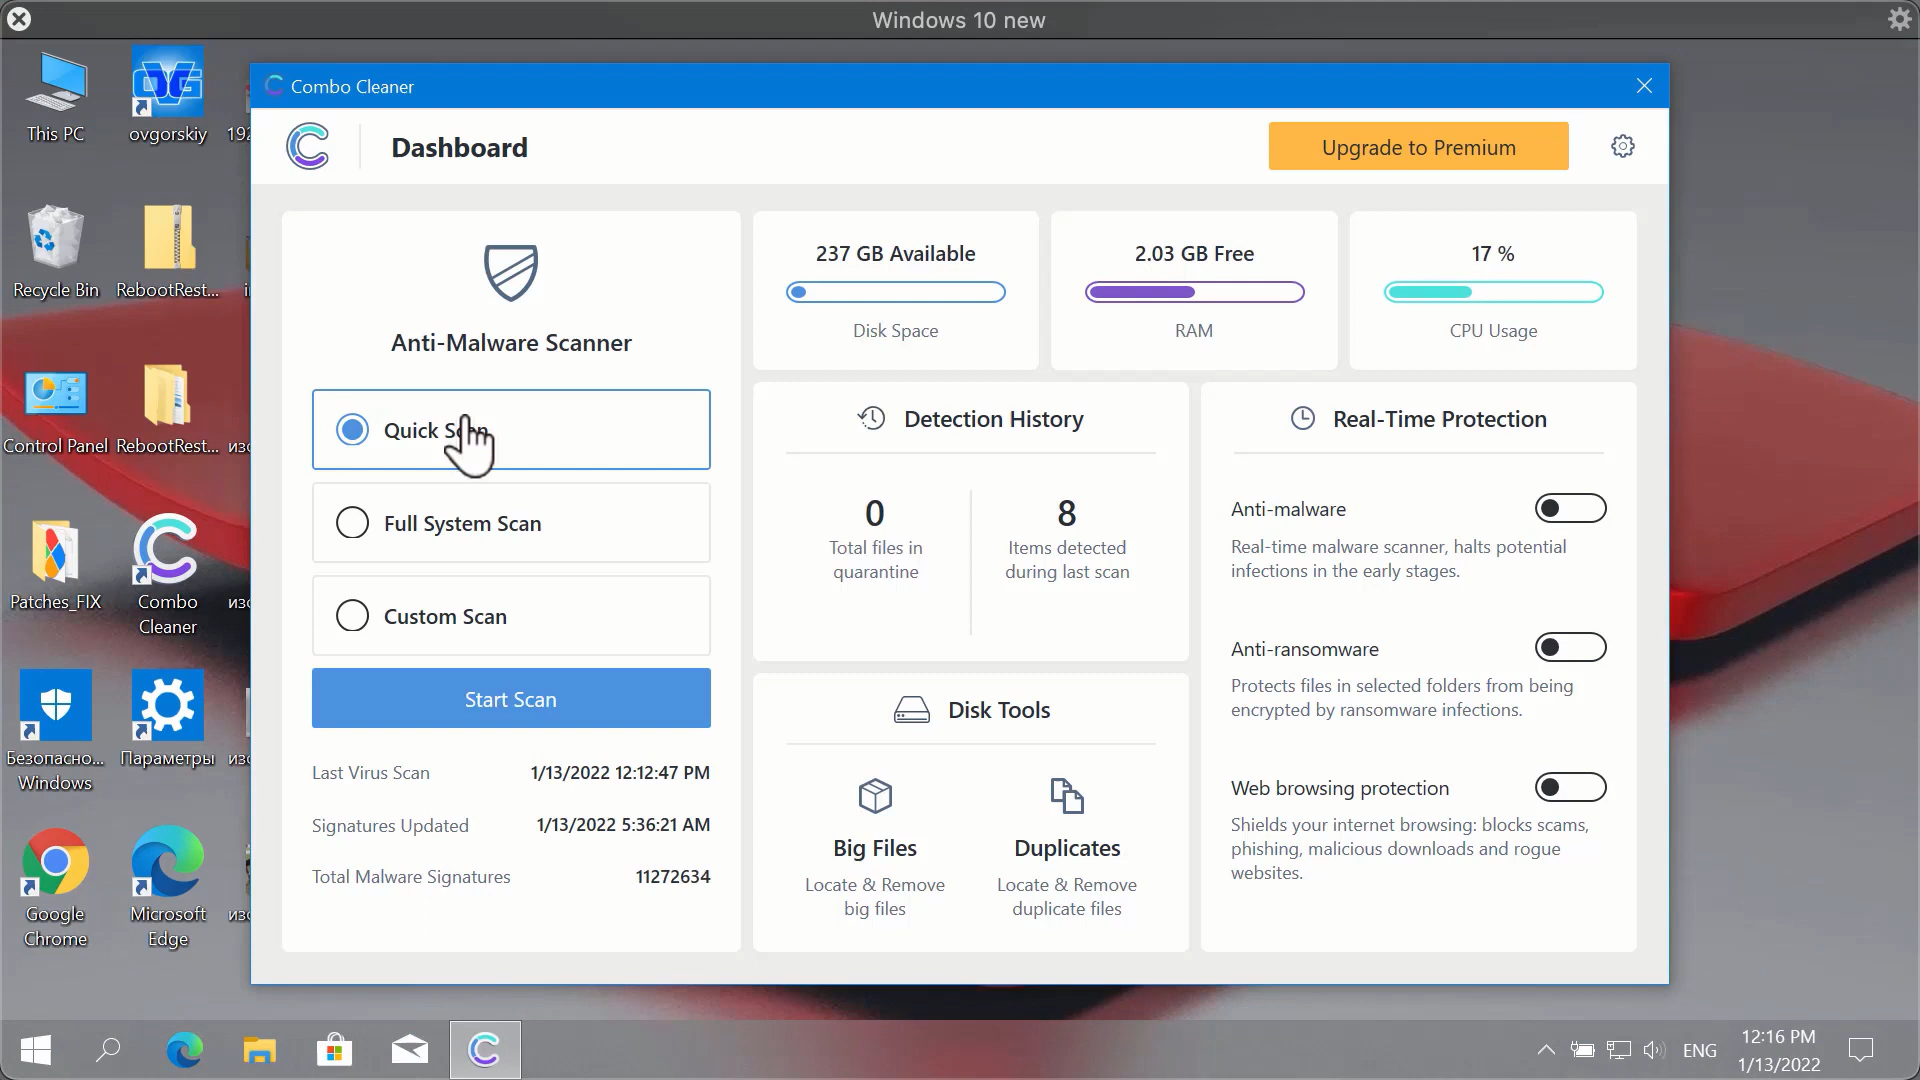 Windows 10 new
This PC
ovgorskiy
192
Recycle Bin
RebootRest...
Control Panel
RebootRest...
изо
Patches_FIX
Combo
Cleaner
изо
Безопасно...
Windows
Параметры
изо
Google
Chrome
Microsoft
Edge
изо
Combo Cleaner
Dashboard
Upgrade to Premium
Anti-Malware Scanner
Quick Scan
Full System Scan
Custom Scan
Start Scan
Last Virus Scan 1/13/2022 12:12:47 PM
Signatures Updated 1/13/2022 5:36:21 AM
Total Malware Signatures 11272634
237 GB Available
Disk Space
2.03 GB Free
RAM
17 %
CPU Usage
Detection History
0
Total files in
quarantine
8
Items detected
during last scan
Disk Tools
Big Files
Locate & Remove
big files
Duplicates
Locate & Remove
duplicate files
Real-Time Protection
Anti-malware
Real-time malware scanner, halts potential
infections in the early stages.
Anti-ransomware
Protects files in selected folders from being
encrypted by ransomware infections.
Web browsing protection
Shields your internet browsing: blocks scams,
phishing, malicious downloads and rogue
websites.
ENG
12:16 PM
1/13/2022